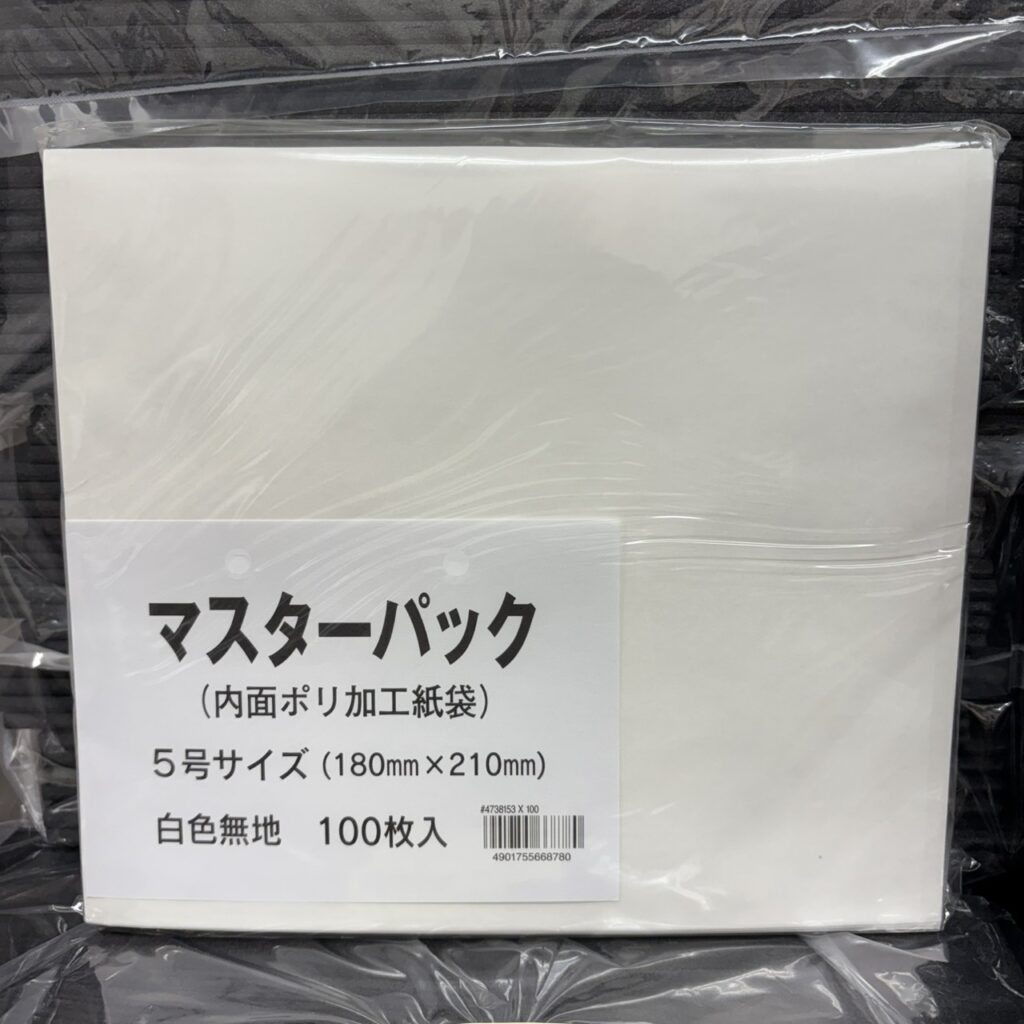 マスターパック
(内面ポリ加工紙袋)
5号サイズ (180mm×210mm)
白色無地 100枚入
#4738153 X 100
4901755668780